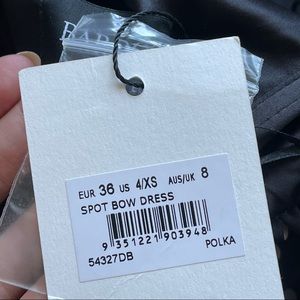 EUR 36 US 4/XS AUS/UK 8
SPOT BOW DRESS
9 351221 903948
54327DB POLKA